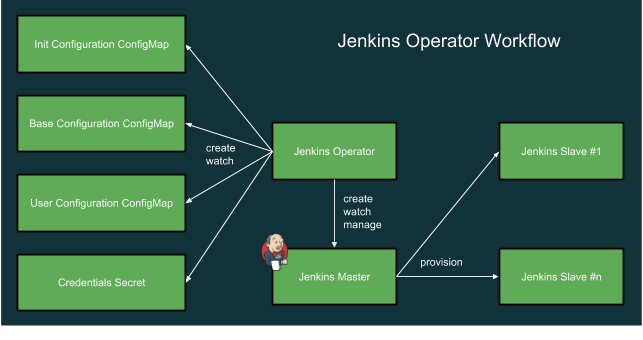 Jenkins Operator Workflow
Init Configuration ConfigMap
Base Configuration ConfigMap
User Configuration ConfigMap
Credentials Secret
create
watch
Jenkins Operator
create
watch
manage
Jenkins Master
provision
Jenkins Slave #1
Jenkins Slave #n